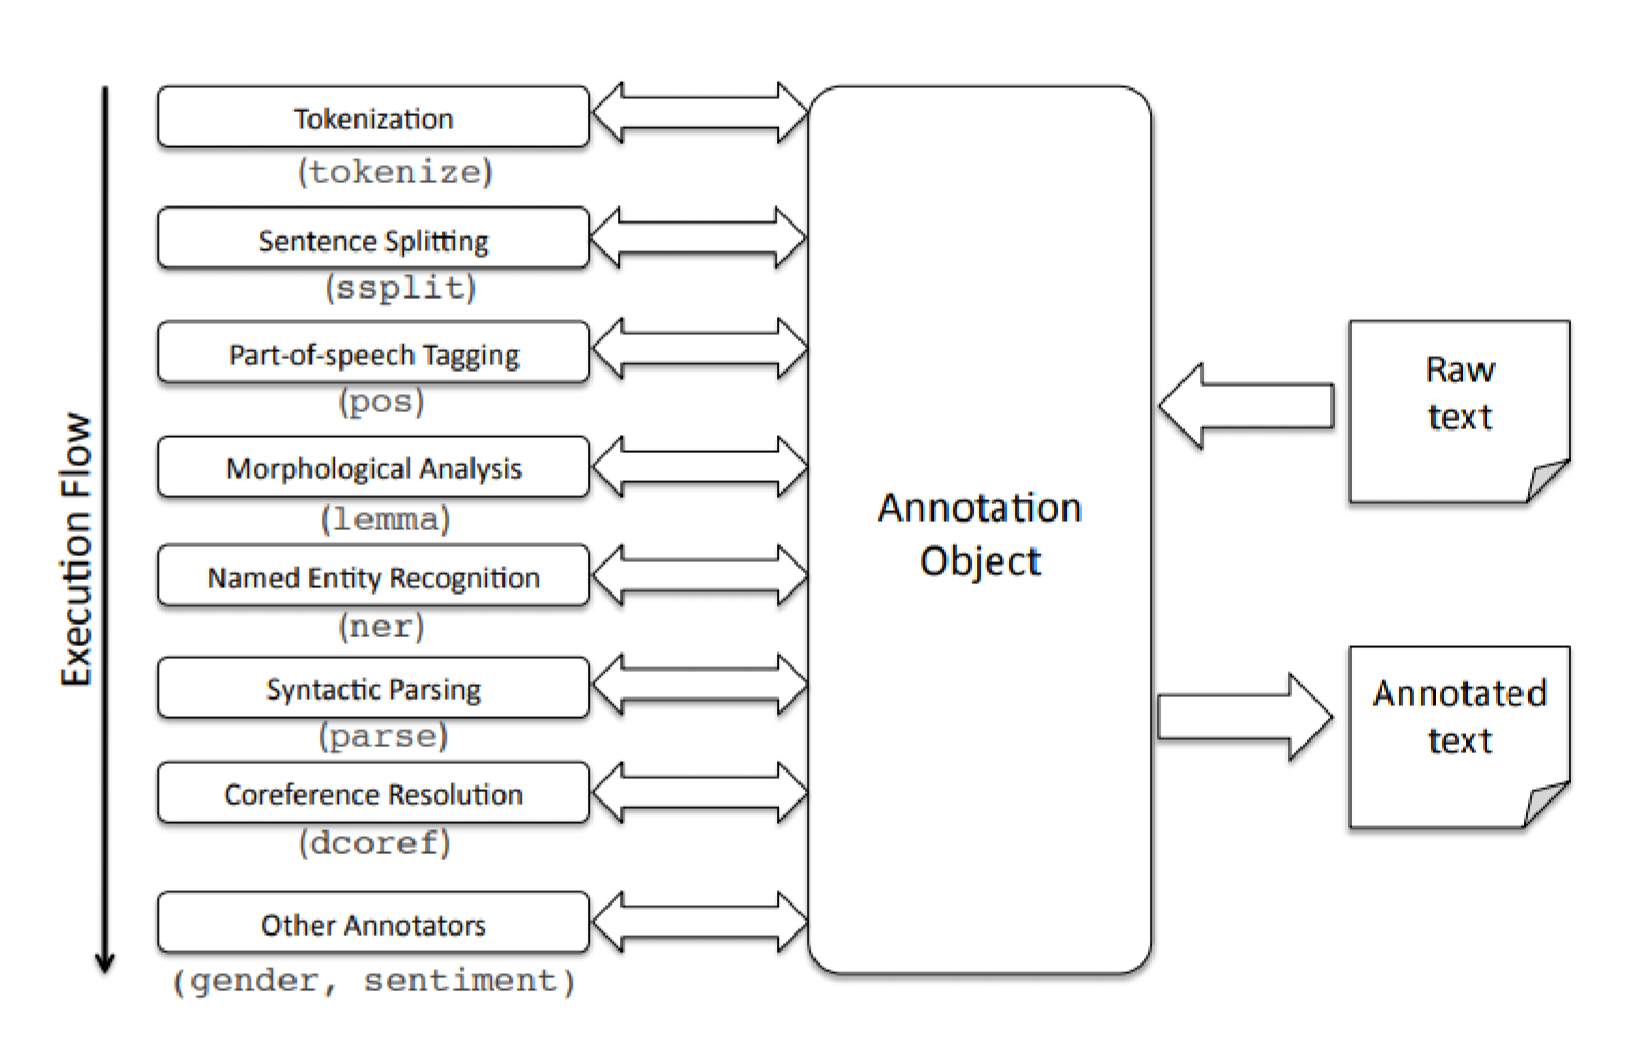 Execution Flow
Tokenization
(tokenize)
Sentence Splitting
(ssplit)
Part-of-speech Tagging
(pos)
Morphological Analysis
(lemma)
Named Entity Recognition
(ner)
Syntactic Parsing
(parse)
Coreference Resolution
(dcoref)
Other Annotators
(gender, sentiment)
Annotation
Object
Raw
text
Annotated
text